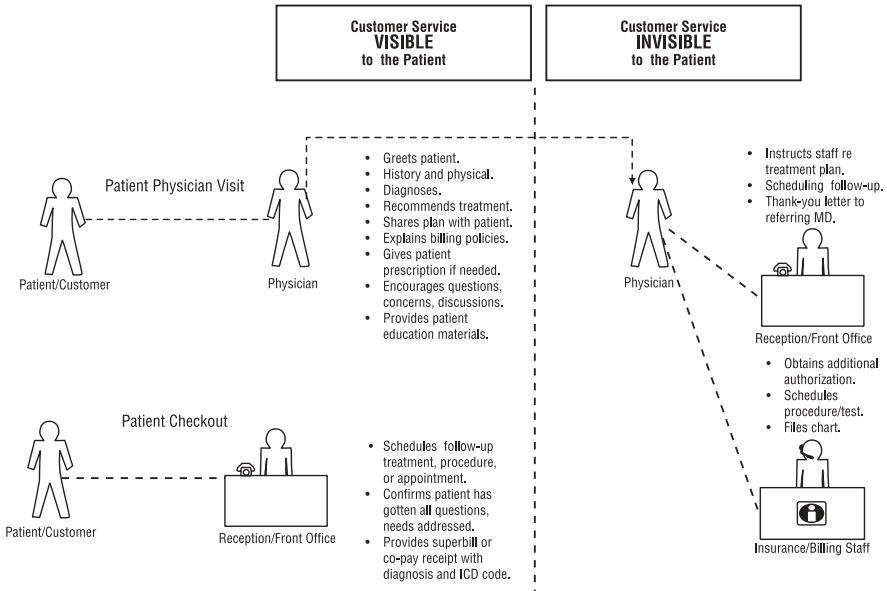 Customer Service
VISIBLE
to the Patient
Customer Service
INVISIBLE
to the Patient
Patient Physician Visit
Patient/Customer
Physician
• Greets patient.
• History and physical.
• Diagnoses.
• Recommends treatment.
• Shares plan with patient.
• Explains billing policies.
• Gives patient
prescription if needed.
• Encourages questions,
concerns, discussions.
• Provides patient
education materials.
Physician
• Instructs staff re
treatment plan.
• Scheduling follow-up.
• Thank-you letter to
referring MD.
Reception/Front Office
• Obtains additional
authorization.
• Schedules
procedure/test.
• Files chart.
i
Insurance/Billing Staff
Patient Checkout
Patient/Customer
Reception/Front Office
• Schedules follow-up
treatment, procedure,
or appointment.
• Confirms patient has
gotten all questions,
needs addressed.
• Provides superbill or
co-pay receipt with
diagnosis and ICD code.